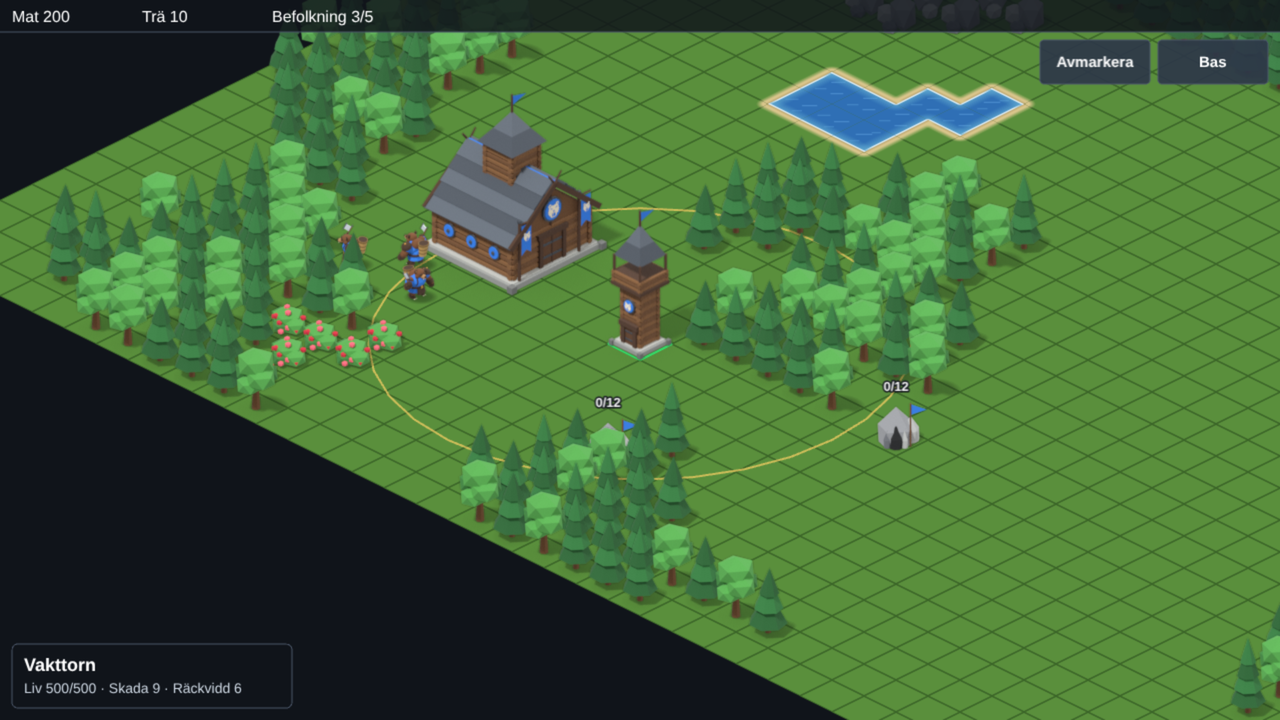 Mat 200 Trä 10 Befolkning 3/5
Avmarkera Bas
0/12
0/12
Vakttorn
Liv 500/500 · Skada 9 · Räckvidd 6